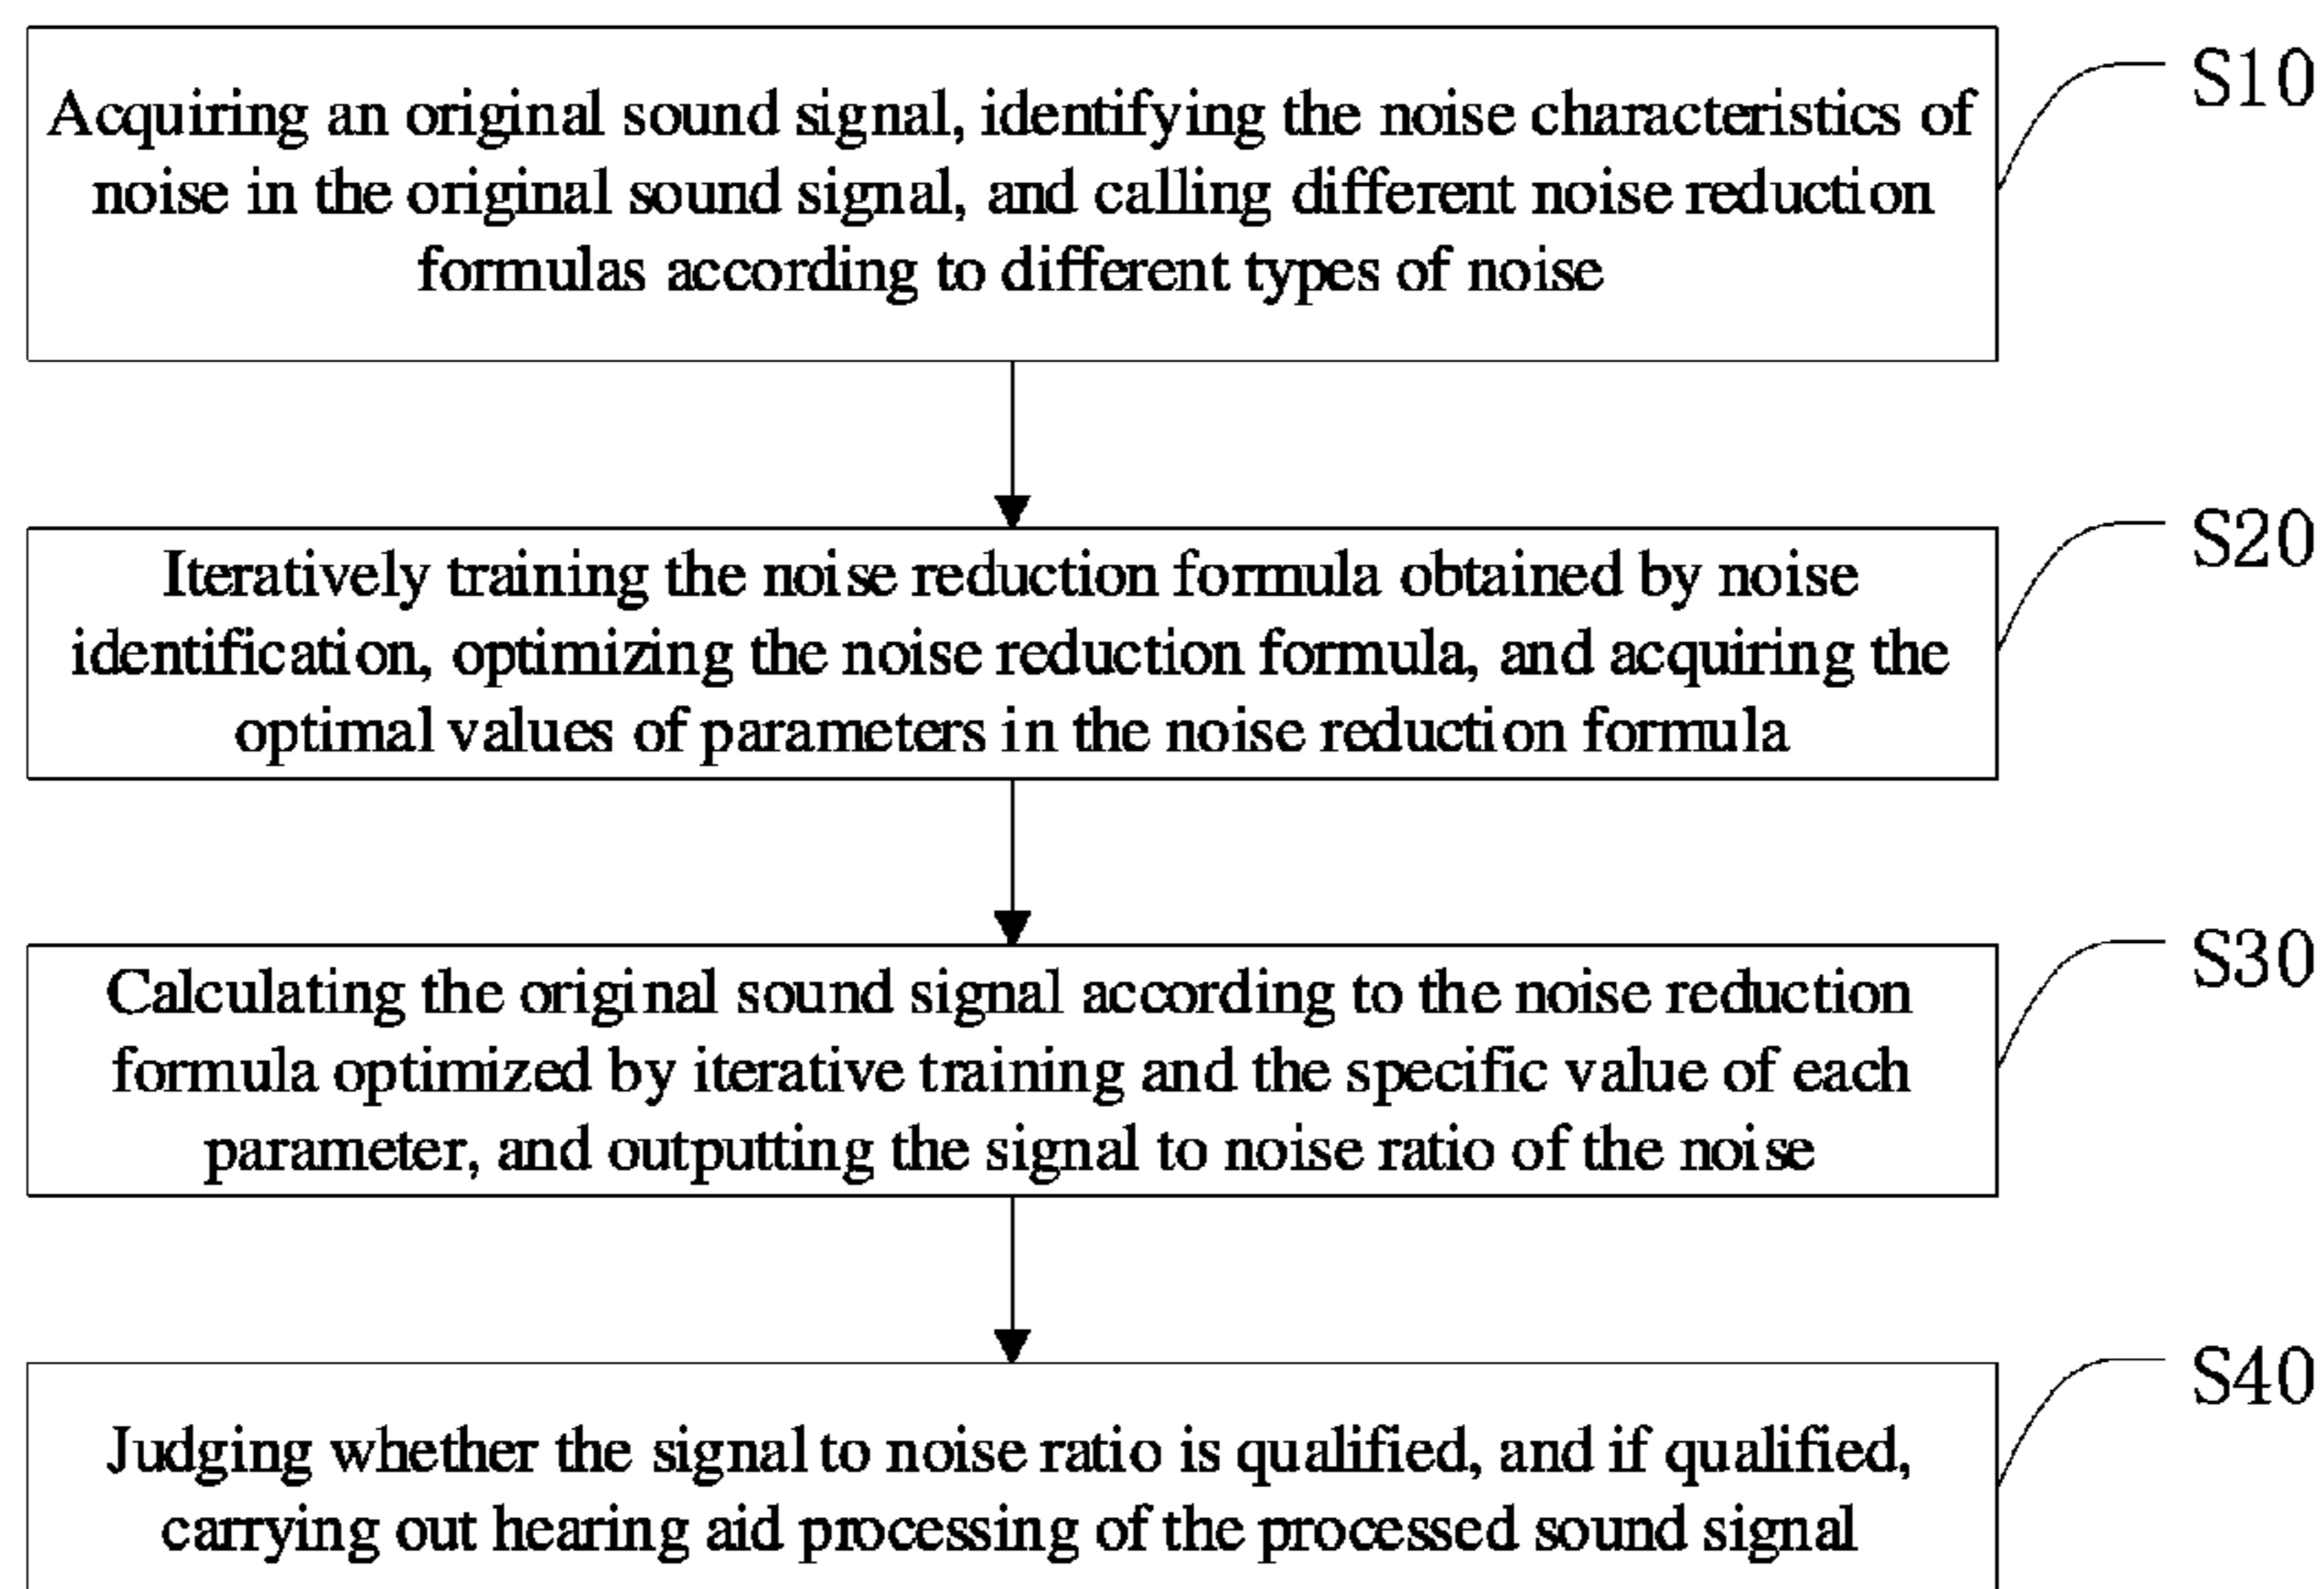 Acquiring an original sound signal, identifying the noise characteristics of
noise in the original sound signal, and calling different noise reduction
formulas according to different types of noise
S10
Iteratively training the noise reduction formula obtained by noise
identification, optimizing the noise reduction formula, and acquiring the
optimal values of parameters in the noise reduction formula
S20
Calculating the original sound signal according to the noise reduction
formula optimized by iterative training and the specific value of each
parameter, and outputting the signal to noise ratio of the noise
S30
Judging whether the signal to noise ratio is qualified, and if qualified,
carrying out hearing aid processing of the processed sound signal
S40